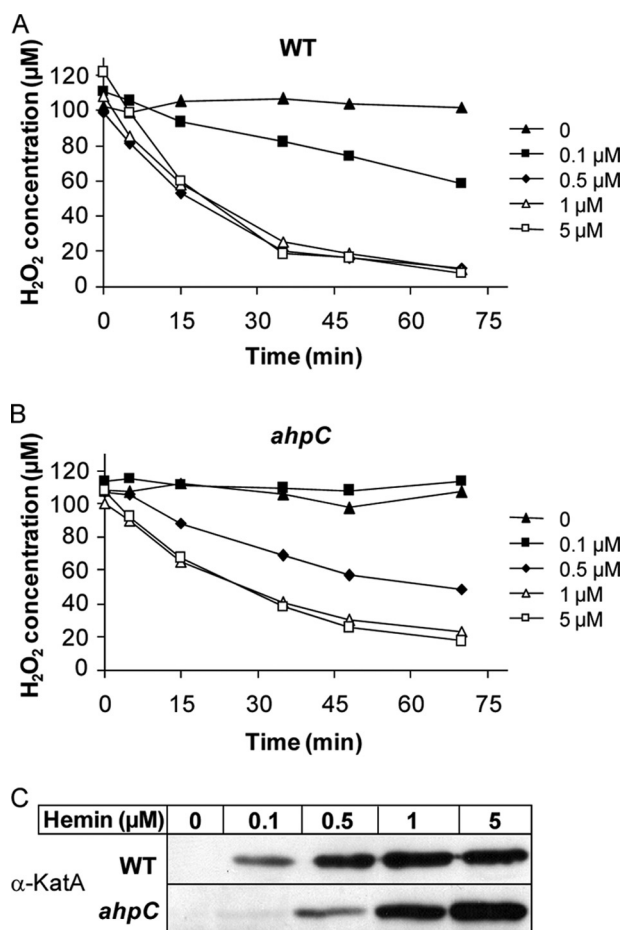 A
WT
H₂O₂ concentration (µM)
120
100
80
60
40
20
0
0 15 30 45 60 75
Time (min)
0
0.1 µM
0.5 µM
1 µM
5 µM
B
ahpC
H₂O₂ concentration (µM)
120
100
80
60
40
20
0
0 15 30 45 60 75
Time (min)
0
0.1 µM
0.5 µM
1 µM
5 µM
C
Hemin (µM) 0 0.1 0.5 1 5
α-KatA
WT
ahpC